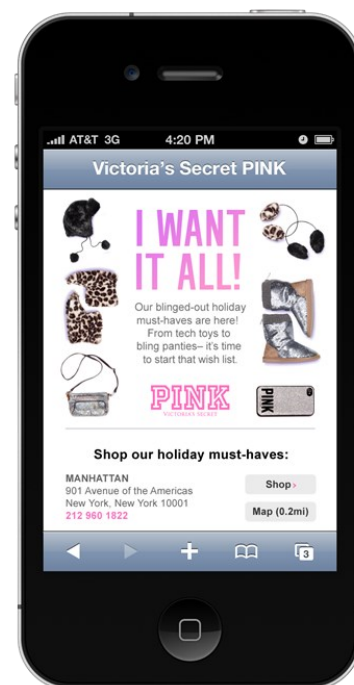 AT&T 3G 4:20 PM
Victoria's Secret PINK
I WANT
IT ALL!
Our blinged-out holiday
must-haves are here!
From tech toys to
bling panties– it's time
to start that wish list.
PINK
VICTORIA'S SECRET
PINK
Shop our holiday must-haves:
MANHATTAN
901 Avenue of the Americas
New York, New York 10001
212 960 1822
Shop ›
Map (0.2mi)
3